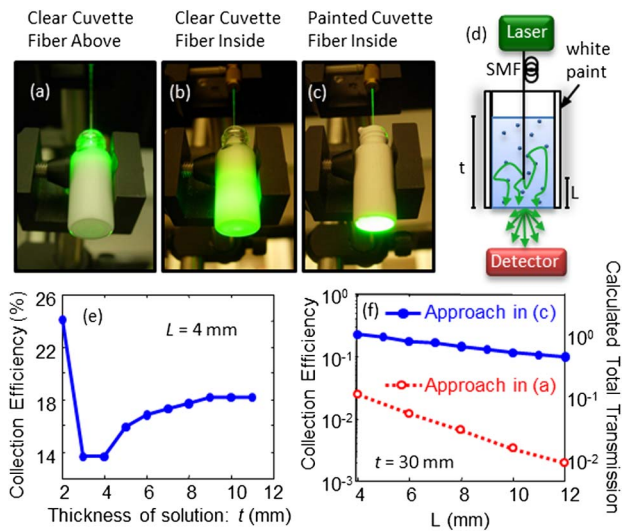 Clear Cuvette
Fiber Above
Clear Cuvette
Fiber Inside
Painted Cuvette
Fiber Inside
(a)
(b)
(c)
(d)
Laser
SMF
white
paint
t
L
Detector
(e)
L = 4 mm
Collection Efficiency (%)
26
22
18
14
2
4
6
8
10
12
Thickness of solution: t (mm)
(f)
Approach in (c)
Approach in (a)
t = 30 mm
Collection Efficiency
10^0
10^-1
10^-2
10^-3
4
6
8
10
12
L (mm)
10^0
10^-1
10^-2
Calculated Total Transmission